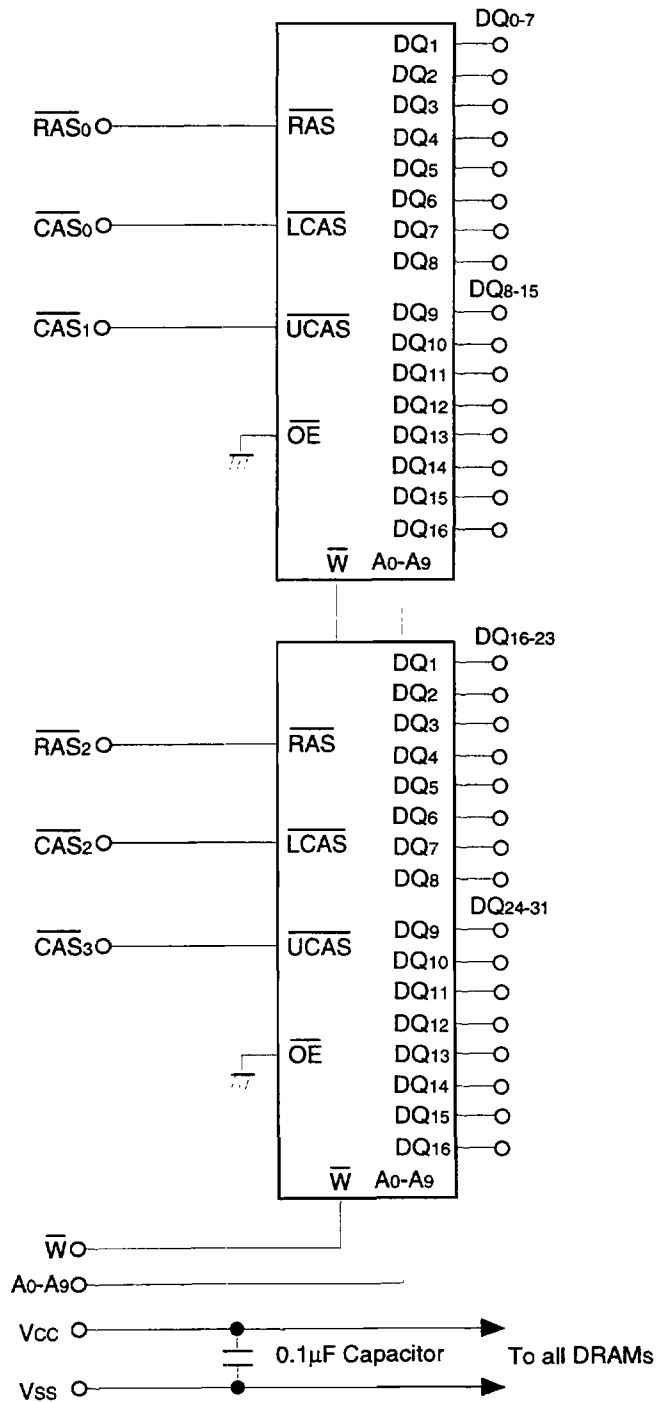 DQ0-7
DQ1
DQ2
DQ3
RAS0 RAS
DQ4
DQ5
DQ6
CAS0 LCAS DQ7
DQ8
DQ8-15
DQ9
CAS1 UCAS
DQ10
DQ11
DQ12
OE DQ13
DQ14
DQ15
DQ16
W A0-A9
DQ16-23
DQ1
DQ2
DQ3
RAS2 RAS
DQ4
DQ5
DQ6
CAS2 LCAS DQ7
DQ8
DQ24-31
DQ9
CAS3 UCAS
DQ10
DQ11
DQ12
OE DQ13
DQ14
DQ15
DQ16
W A0-A9
W
A0-A9
Vcc
0.1µF Capacitor To all DRAMs
Vss